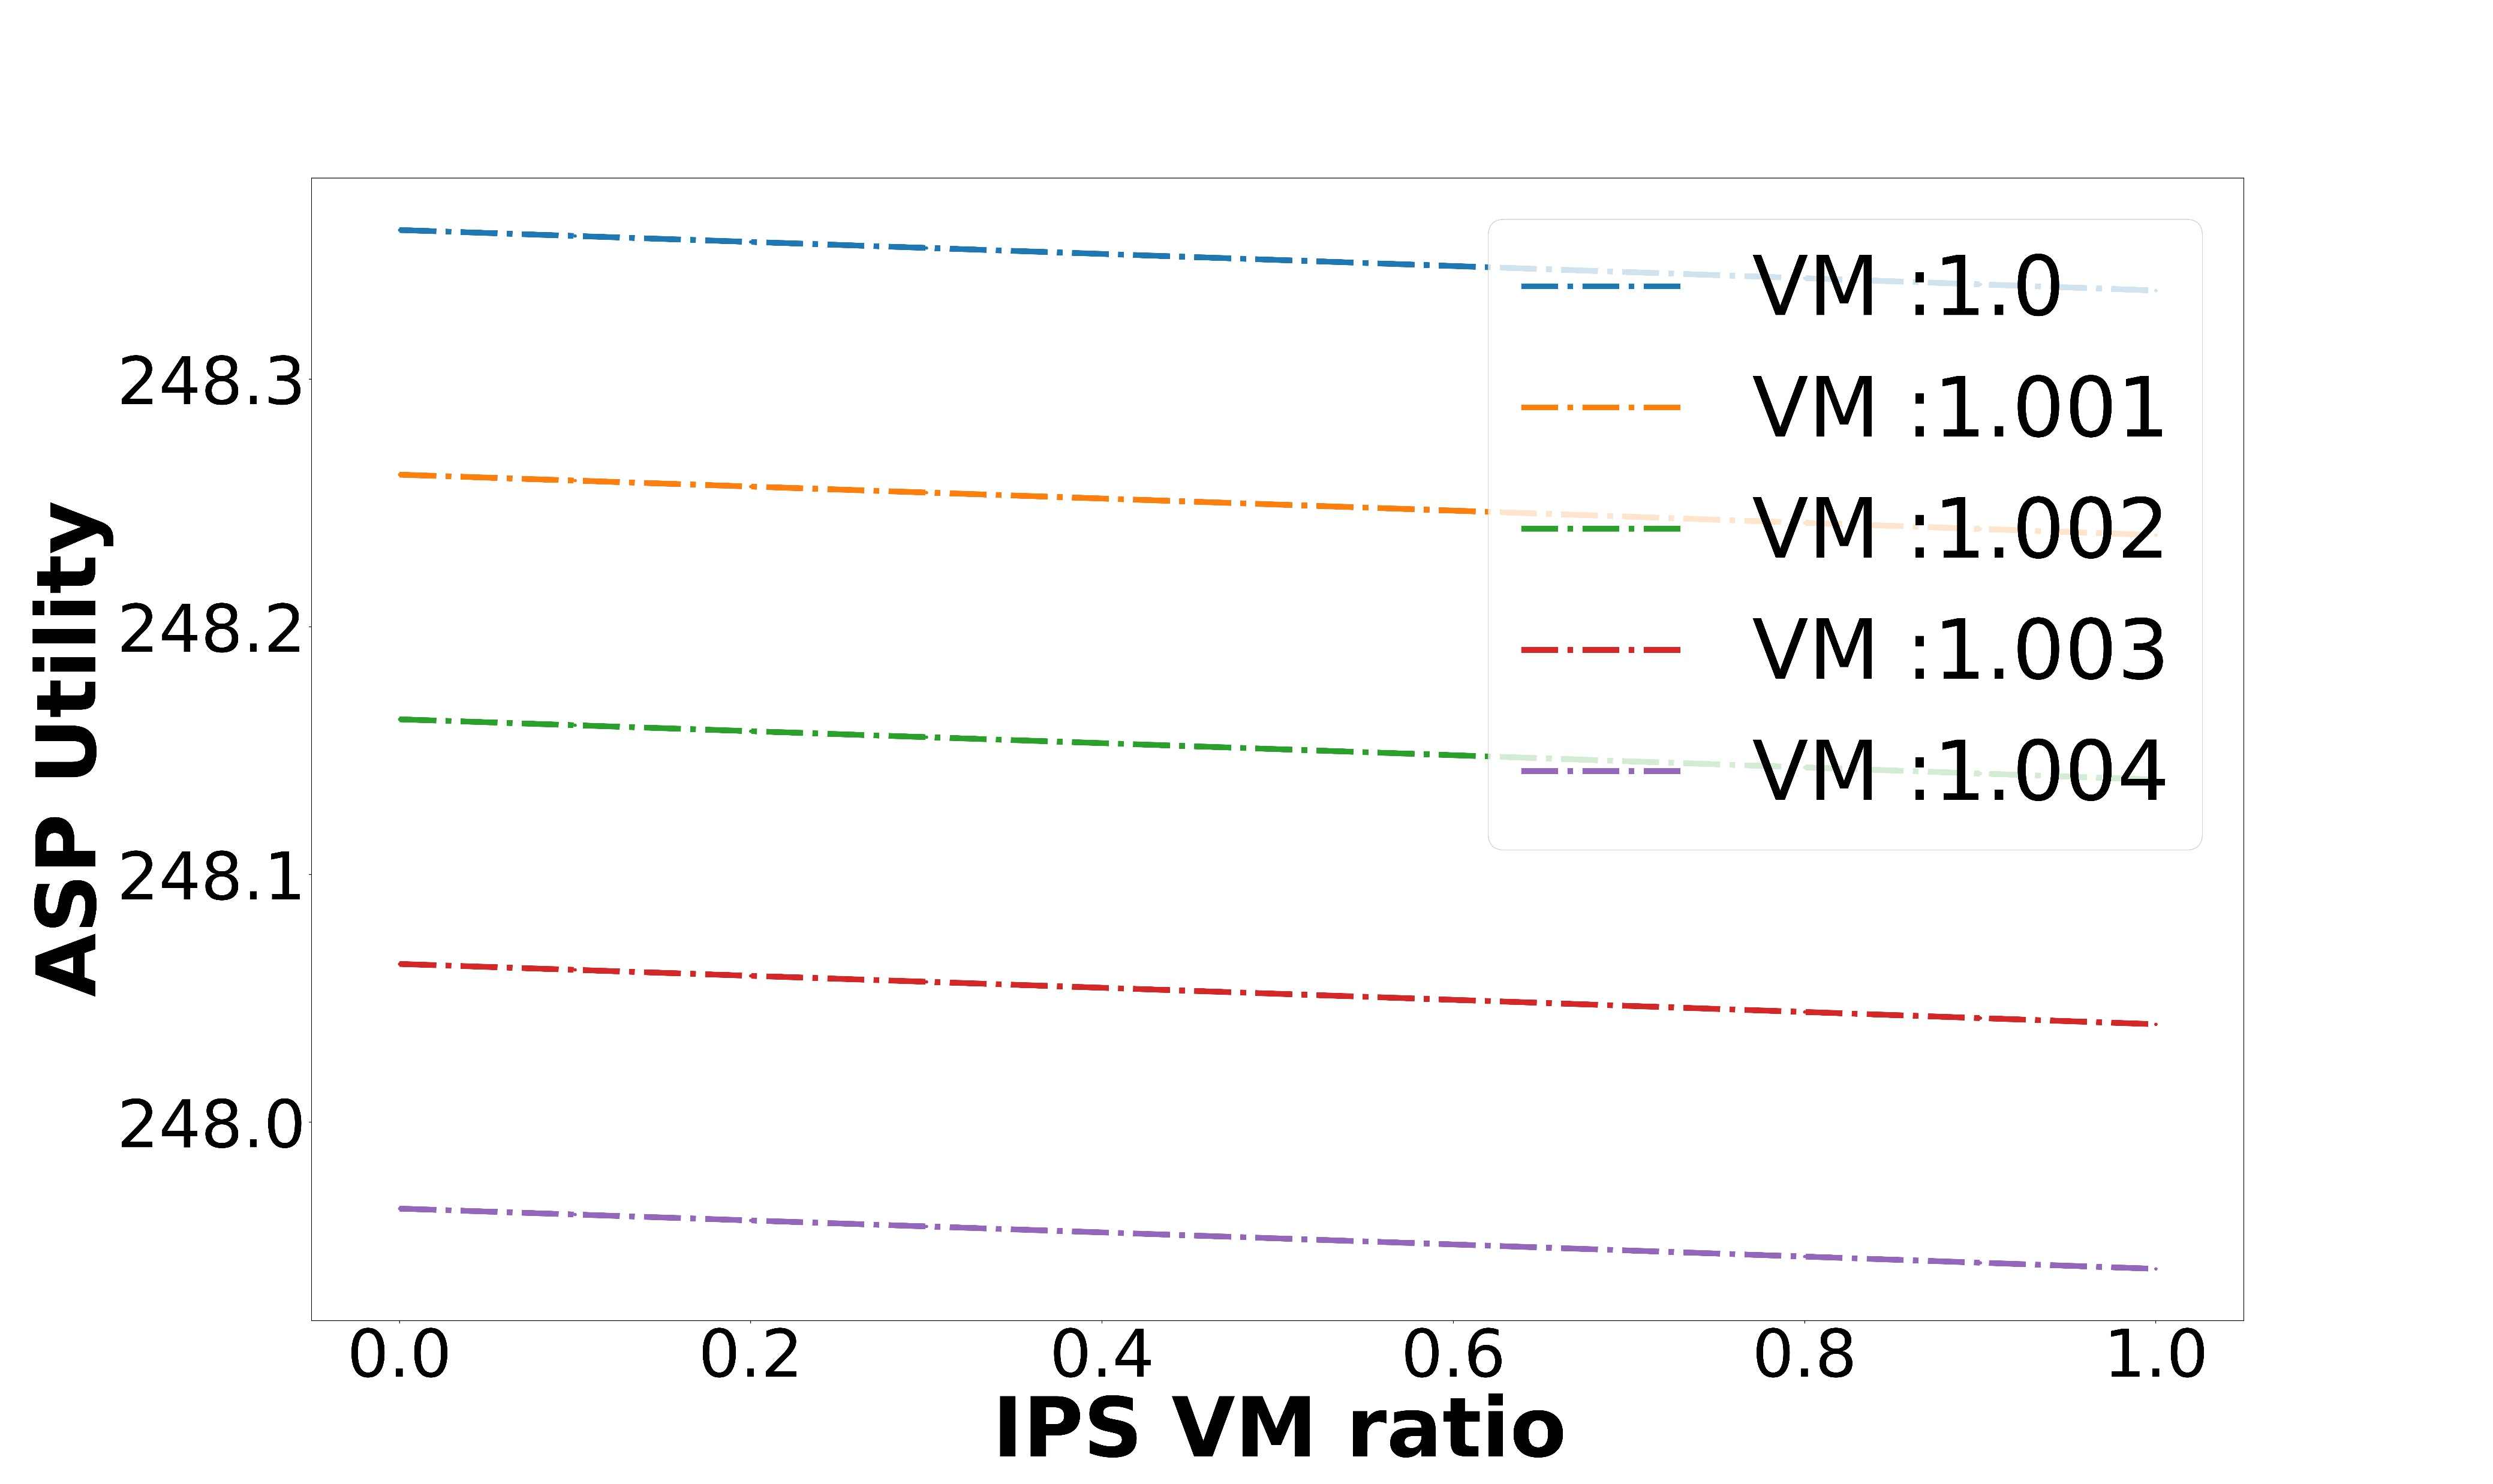 VM :1.0
VM :1.001
VM :1.002
VM :1.003
VM :1.004
248.3
248.2
248.1
248.0
ASP Utility
0.0 0.2 0.4 0.6 0.8 1.0
IPS VM ratio